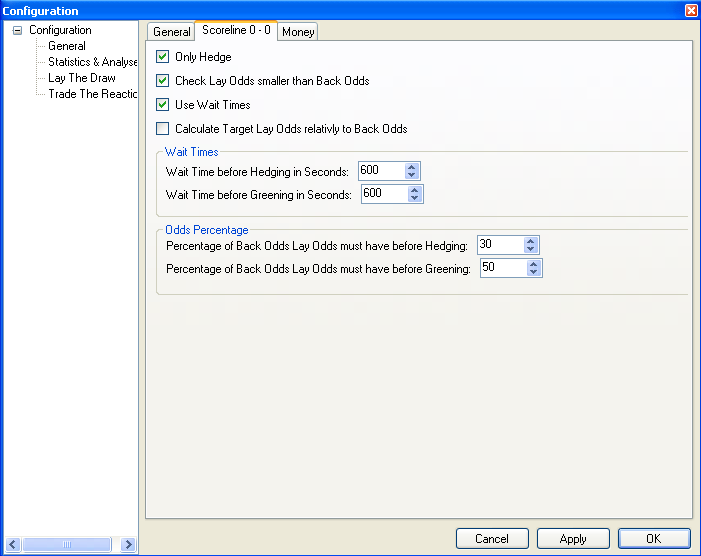 Configuration
Configuration
General
Statistics & Analyse
Lay The Draw
Trade The Reactic
General
Scoreline 0 - 0
Money
Only Hedge
Check Lay Odds smaller than Back Odds
Use Wait Times
Calculate Target Lay Odds relativly to Back Odds
Wait Times
Wait Time before Hedging in Seconds: 600
Wait Time before Greening in Seconds: 600
Odds Percentage
Percentage of Back Odds Lay Odds must have before Hedging: 30
Percentage of Back Odds Lay Odds must have before Greening: 50
Cancel
Apply
OK